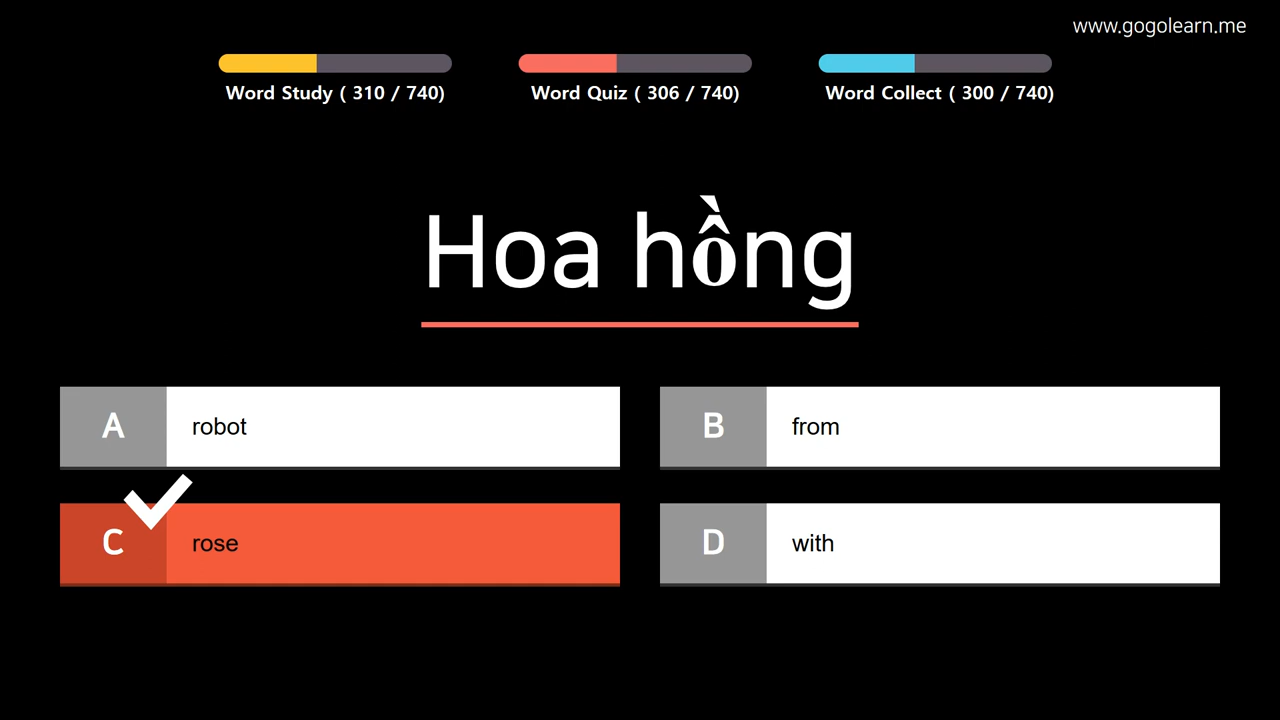 www.gogolearn.me
Word Study ( 310 / 740)
Word Quiz ( 306 / 740)
Word Collect ( 300 / 740)
Hoa hồng
A robot
B from
C rose
D with